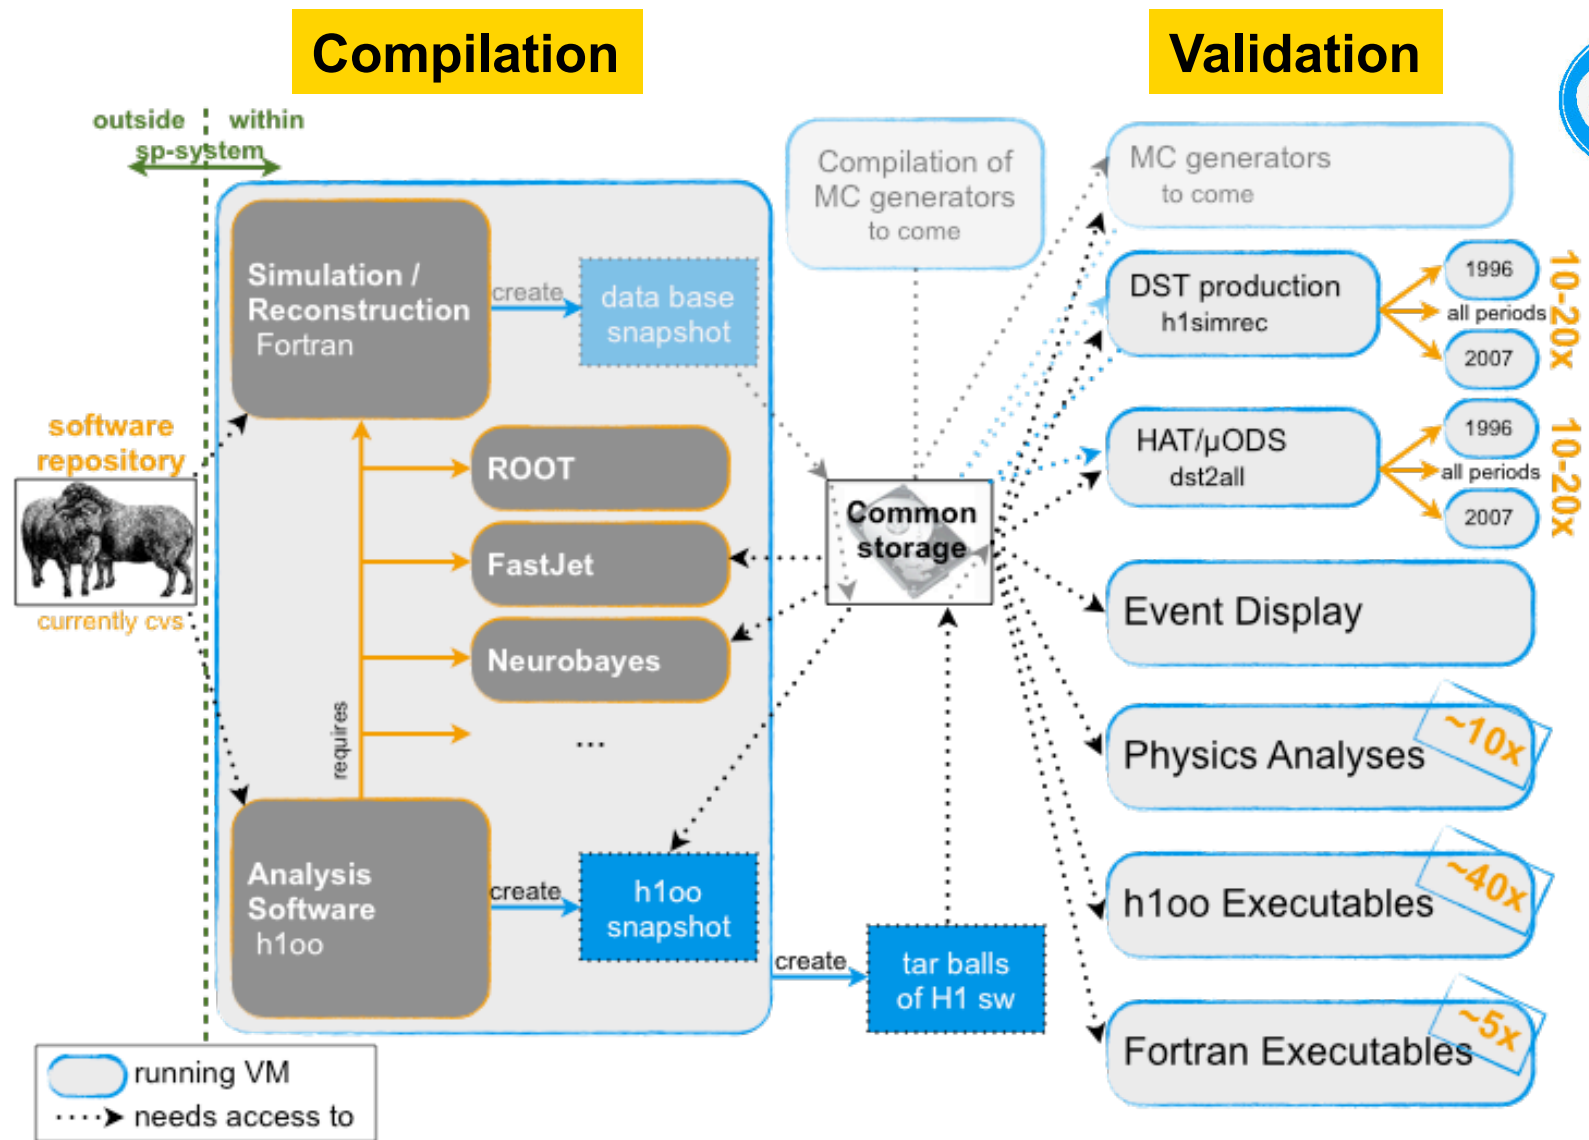 Compilation
Validation
outside
within
sp-system
Simulation /
Reconstruction
Fortran
create
data base
snapshot
Compilation of
MC generators
to come
MC generators
to come
DST production
h1simrec
1996
all periods
2007
10-20x
HAT/µODS
dst2all
1996
all periods
2007
10-20x
software
repository
currently cvs
ROOT
FastJet
Neurobayes
...
requires
Common
storage
Event Display
Physics Analyses
~10x
Analysis
Software
h1oo
create
h1oo
snapshot
create
tar balls
of H1 sw
h1oo Executables
~40x
Fortran Executables
~5x
running VM
needs access to